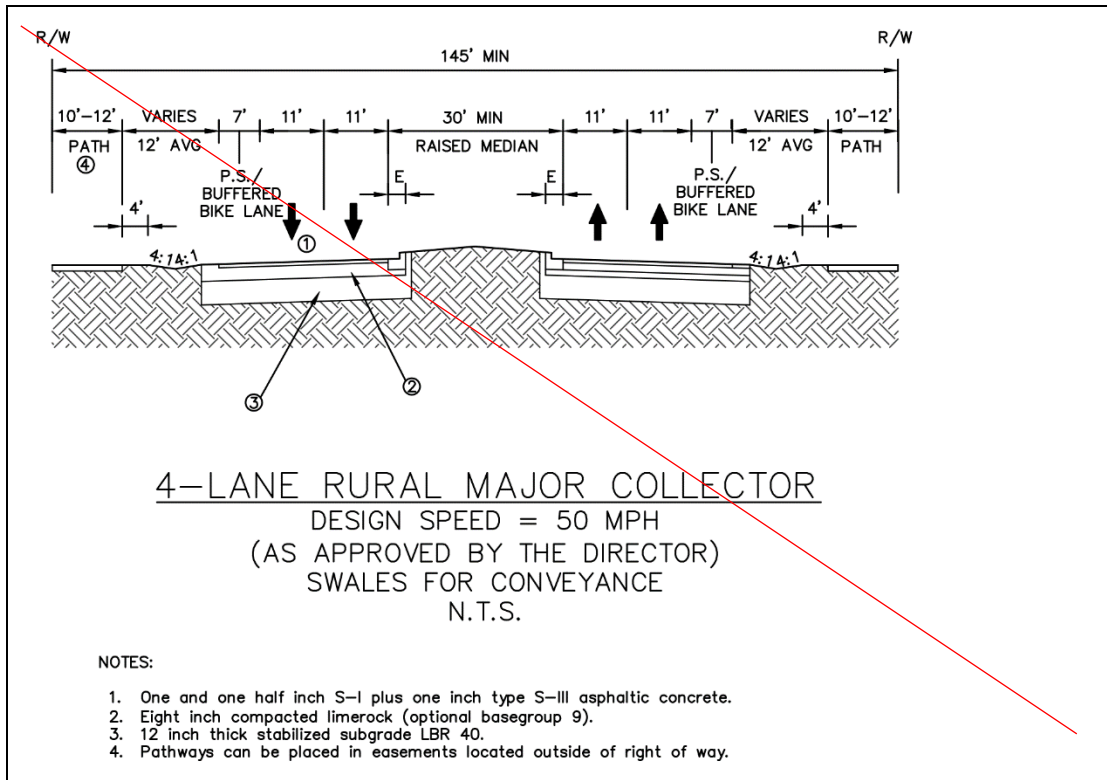 R/W R/W
145' MIN
10'-12' VARIES 7' 11' 11' 30' MIN 11' 11' 7' VARIES 10'-12'
PATH 12' AVG RAISED MEDIAN 12' AVG PATH
4
P.S./ P.S./
BUFFERED BUFFERED
BIKE LANE BIKE LANE
E E
4' 4'
1
4:1 4:1 4:1 4:1
2
3
4-LANE RURAL MAJOR COLLECTOR
DESIGN SPEED = 50 MPH
(AS APPROVED BY THE DIRECTOR)
SWALES FOR CONVEYANCE
N.T.S.
NOTES:
1. One and one half inch S-I plus one inch type S-III asphaltic concrete.
2. Eight inch compacted limerock (optional basegroup 9).
3. 12 inch thick stabilized subgrade LBR 40.
4. Pathways can be placed in easements located outside of right of way.